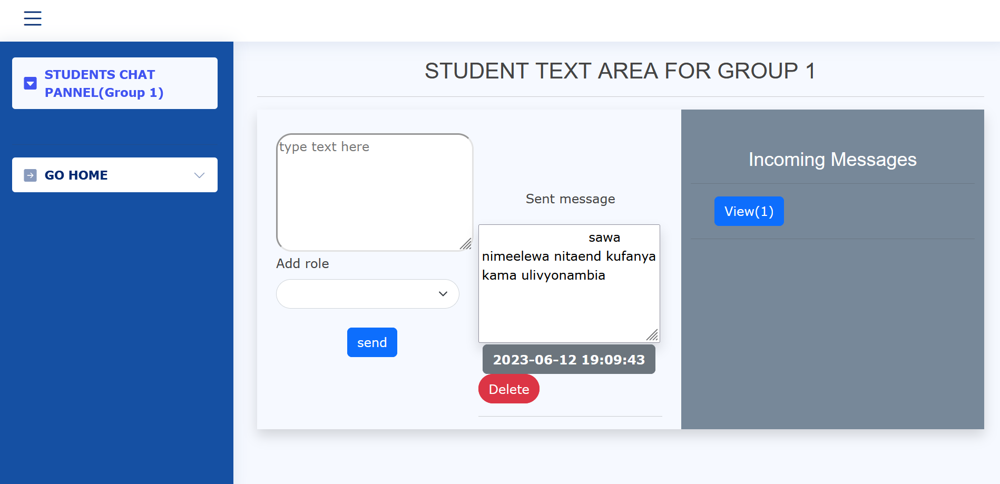 STUDENTS CHAT
PANNEL(Group 1)
GO HOME
STUDENT TEXT AREA FOR GROUP 1
type text here
Add role
send
Sent message
sawa
nimeelewa nitaend kufanya
kama ulivyonambia
2023-06-12 19:09:43
Delete
Incoming Messages
View(1)